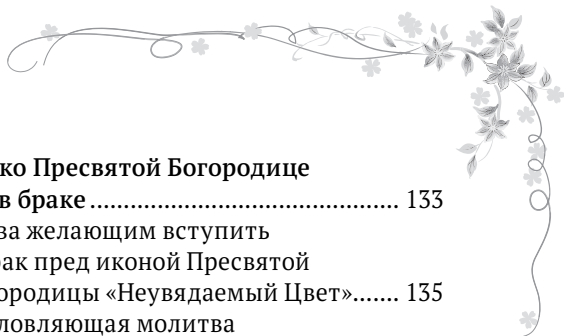 ко Пресвятой Богородице
в браке ............................................. 133
ва желающим вступить
рак пред иконой Пресвятой
ородицы «Неувядаемый Цвет»....... 135
ловляющая молитва